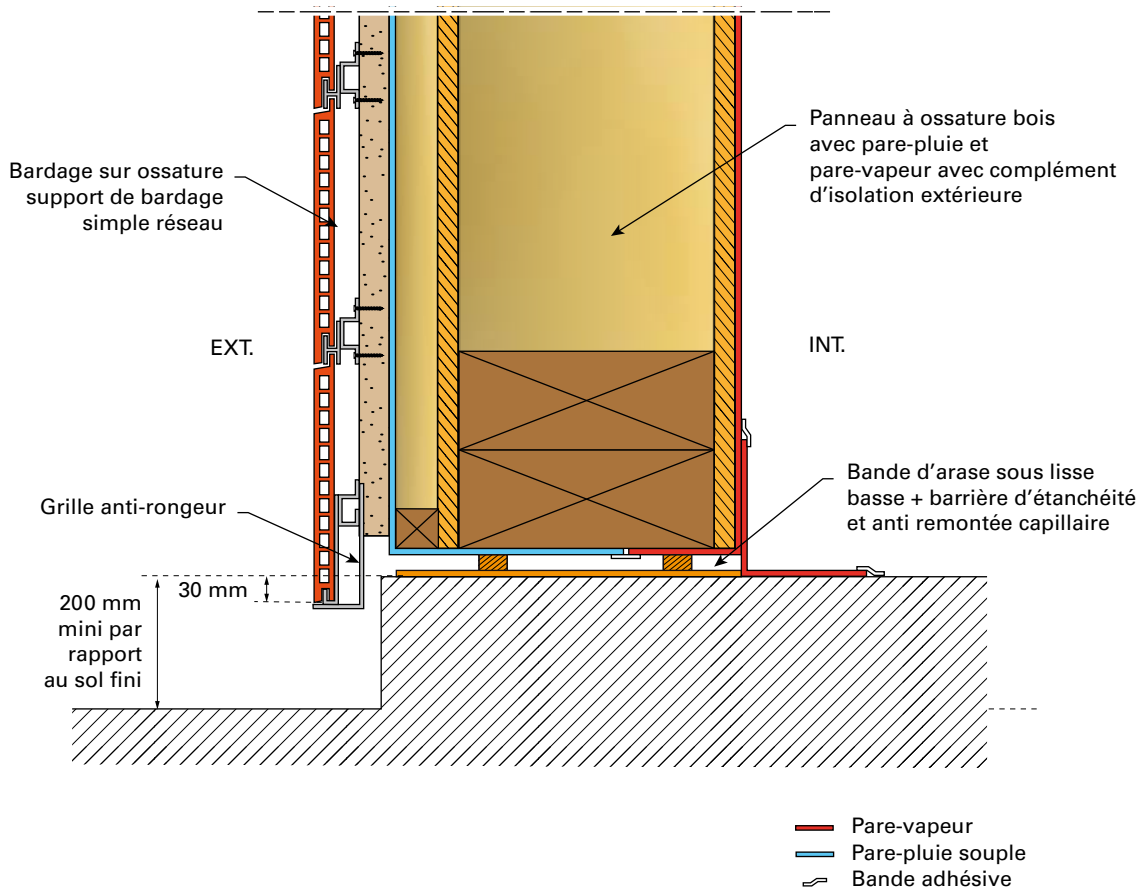 Panneau à ossature bois
avec pare-pluie et
pare-vapeur avec complément
d'isolation extérieure
Bardage sur ossature
support de bardage
simple réseau
EXT.
INT.
Bande d'arase sous lisse
basse + barrière d'étanchéité
et anti remontée capillaire
Grille anti-rongeur
30 mm
200 mm
mini par
rapport
au sol fini
Pare-vapeur
Pare-pluie souple
Bande adhésive